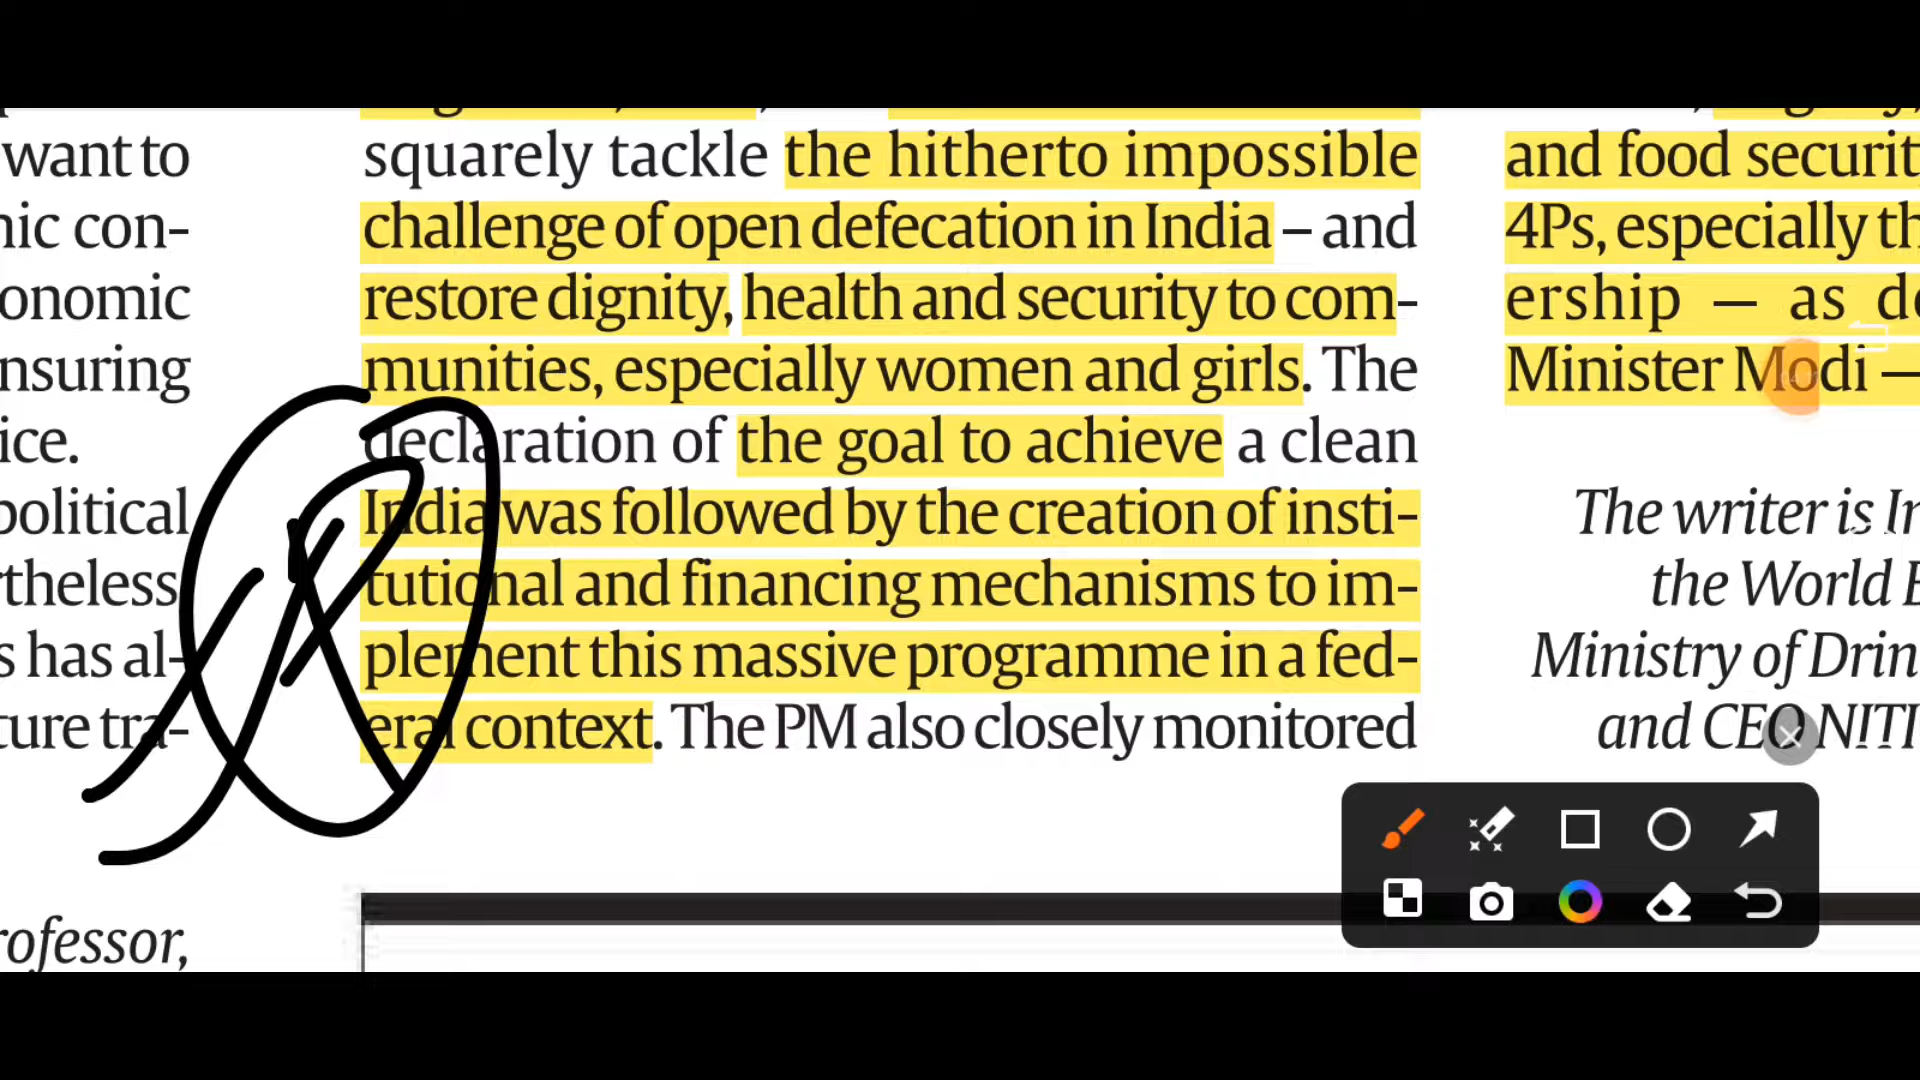 want to
nic con-
onomic
nsuring
ice.
political
rtheless
s has al-
ture tra-
rofessor,
squarely tackle the hitherto impossible
challenge of open defecation in India – and
restore dignity, health and security to com-
munities, especially women and girls. The
declaration of the goal to achieve a clean
India was followed by the creation of insti-
tutional and financing mechanisms to im-
plement this massive programme in a fed-
eral context. The PM also closely monitored
and food securit
4Ps, especially th
ership — as de
Minister Modi —
The writer is In
the World B
Ministry of Drin
and CEO NITI